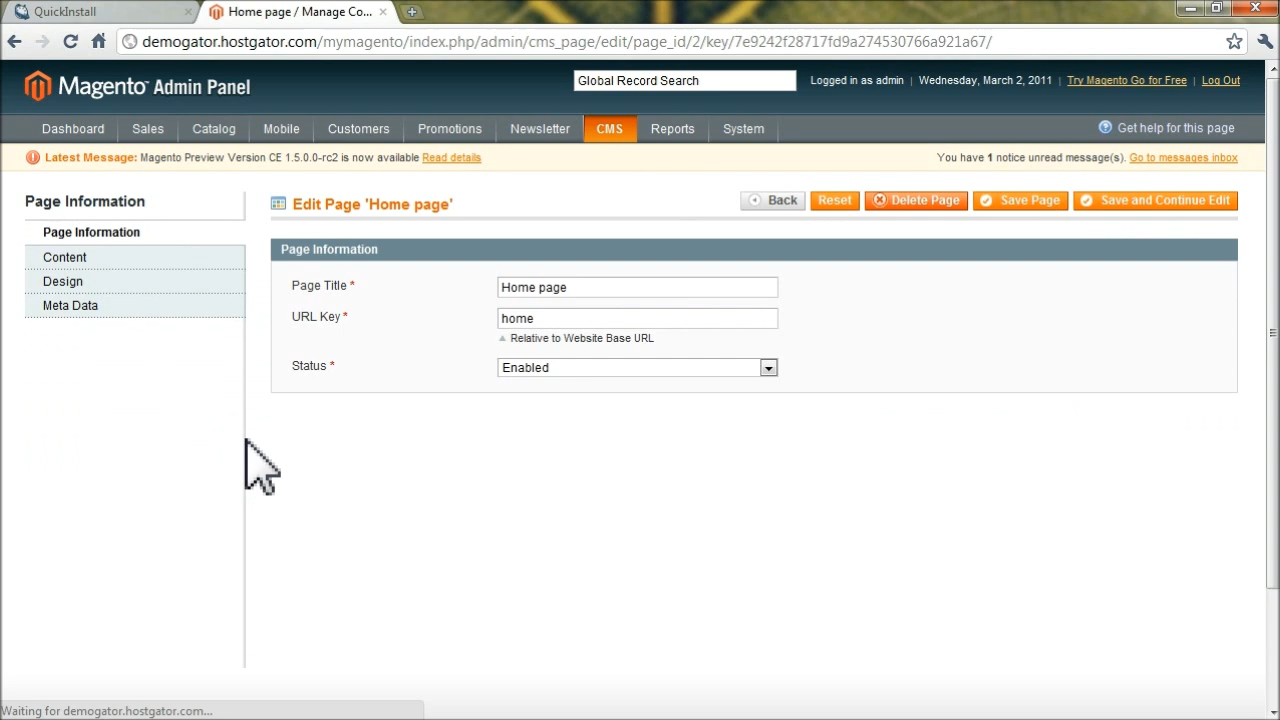 QuickInstall
Home page / Manage Co...
demogator.hostgator.com/mymagento/index.php/admin/cms_page/edit/page_id/2/key/7e9242f28717fd9a274530766a921a67/
Magento™ Admin Panel
Global Record Search
Logged in as admin | Wednesday, March 2, 2011 | Try Magento Go for Free | Log Out
Dashboard Sales Catalog Mobile Customers Promotions Newsletter CMS Reports System
Get help for this page
Latest Message: Magento Preview Version CE 1.5.0.0-rc2 is now available Read details
You have 1 notice unread message(s). Go to messages inbox
Page Information
Page Information
Content
Design
Meta Data
Edit Page 'Home page'
Back Reset Delete Page Save Page Save and Continue Edit
Page Information
Page Title * Home page
URL Key * home
Relative to Website Base URL
Status * Enabled
Waiting for demogator.hostgator.com...